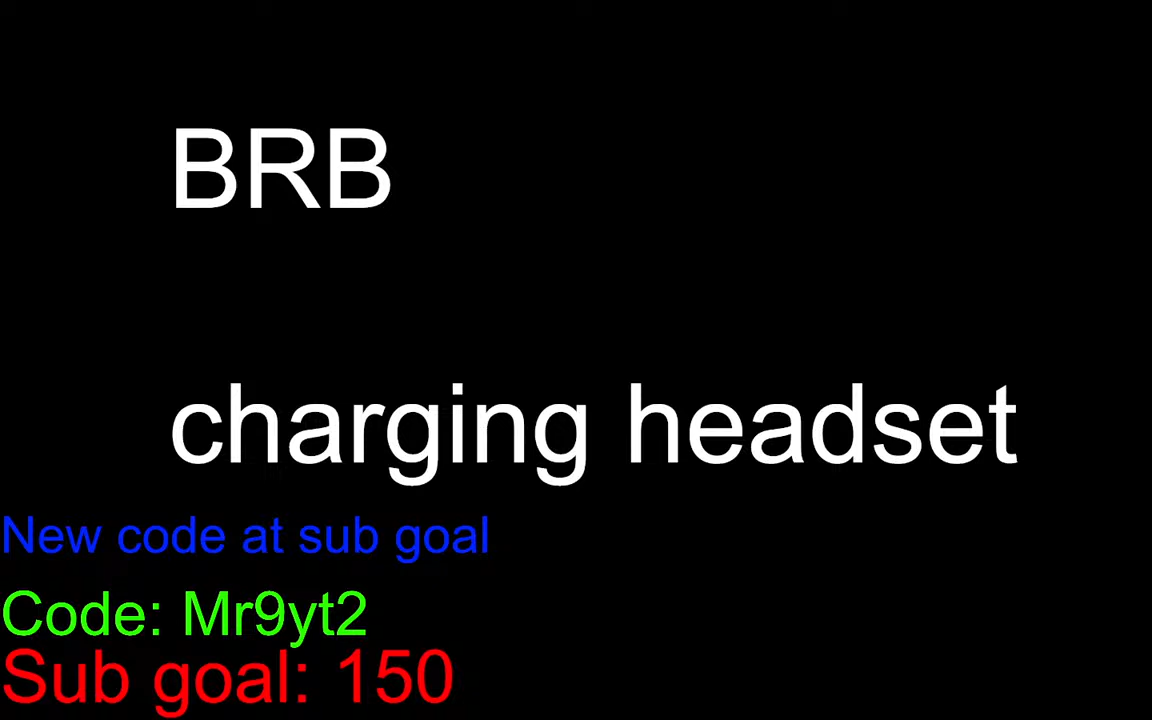 BRB
charging headset
New code at sub goal
Code: Mr9yt2
Sub goal: 150